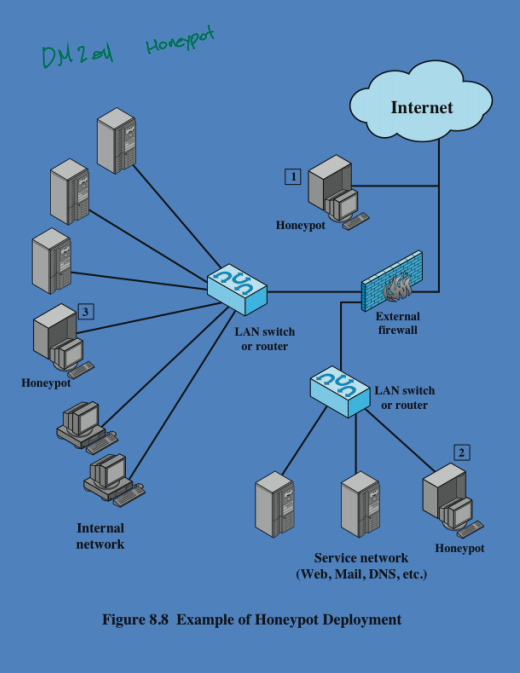 Honeypot
Internet
1
Honeypot
External
firewall
LAN switch
or router
3
Honeypot
LAN switch
or router
2
Honeypot
Internal
network
Service network
(Web, Mail, DNS, etc.)
Figure 8.8 Example of Honeypot Deployment